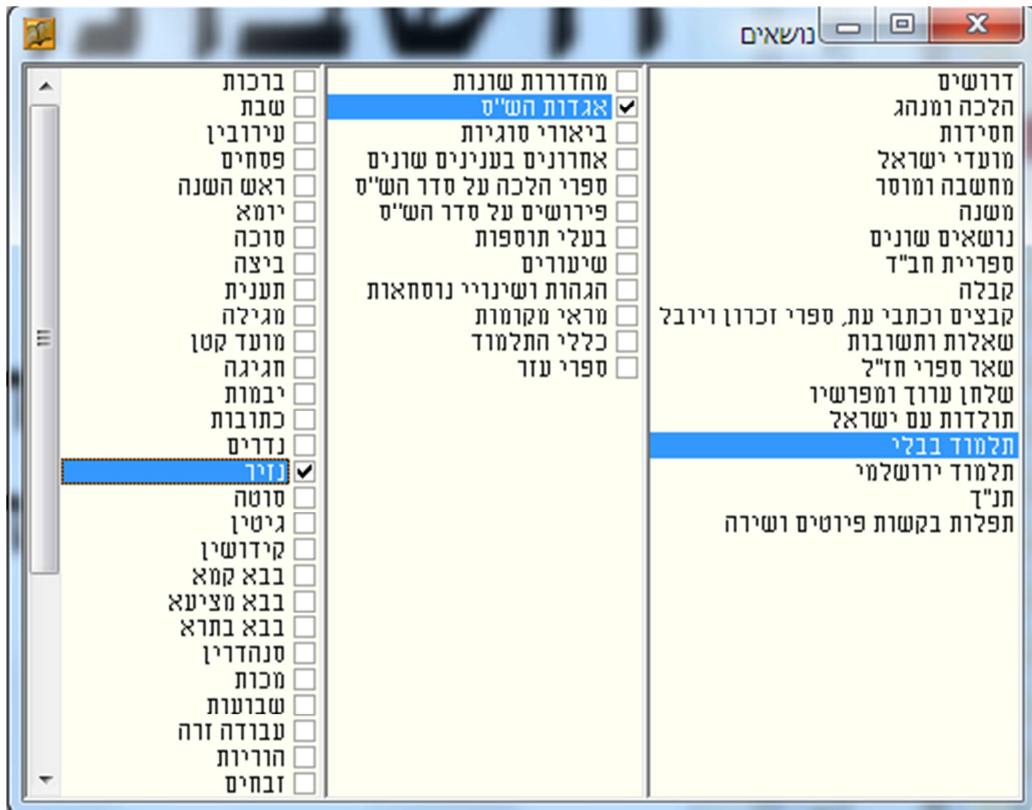 נושאים
דרושים
הלכה ומנהג
חסידות
מועדי ישראל
מחשבה ומוסר
משנה
נושאים שונים
ספריית חב"ד
קבלה
קבצים וכתבי עת, ספרי זכרון ויובל
שאלות ותשובות
שאר ספרי חז"ל
שלחן ערוך ומפרשיו
תולדות עם ישראל
תלמוד בבלי
תלמוד ירושלמי
תנ"ך
תפלות בקשות פיוטים ושירה
מהדורות שונות
אגדות הש"ס
ביאורי סוגיות
אחרונים בענינים שונים
ספרי הלכה על סדר הש"ס
פירושים על סדר הש"ס
בעלי תוספות
שיעורים
הגהות ושינויי נוסחאות
מראי מקומות
כללי התלמוד
ספרי עזר
ברכות
שבת
עירובין
פסחים
ראש השנה
יומא
סוכה
ביצה
תענית
מגילה
מועד קטן
חגיגה
יבמות
כתובות
נדרים
נזיר
סוטה
גיטין
קידושין
בבא קמא
בבא מציעא
בבא בתרא
סנהדרין
מכות
שבועות
עבודה זרה
הוריות
זבחים